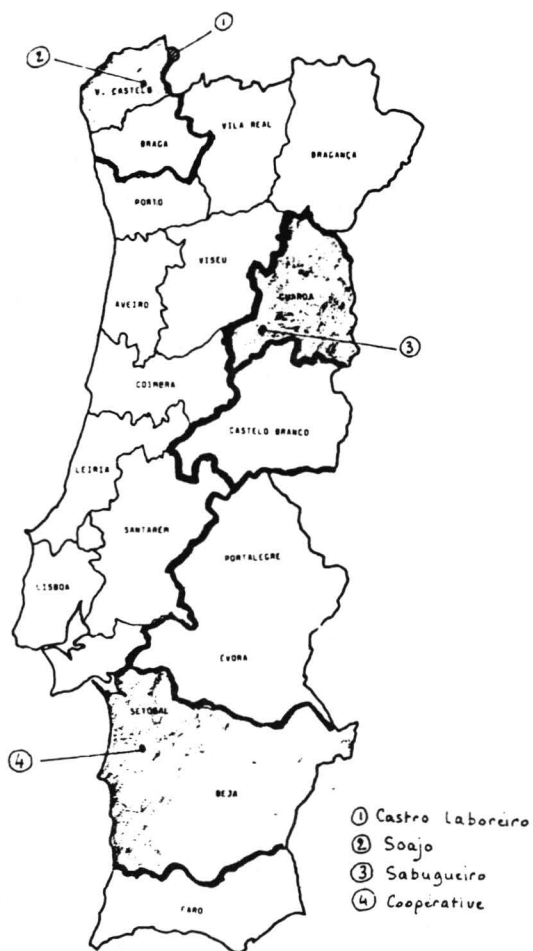 ①
②
V. CASTELO
VILA REAL
BRAGA
BRAGANÇA
PORTO
VISEU
GUARDA
AVEIRO
③
COIMBRA
CASTELO BRANCO
LEIRIA
SANTARÉM
PORTALEGRE
LISBOA
ÉVORA
SETÚBAL
④
BEJA
① Castro Laboreiro
② Soajo
③ Sabugueiro
④ Coopérative
FARO